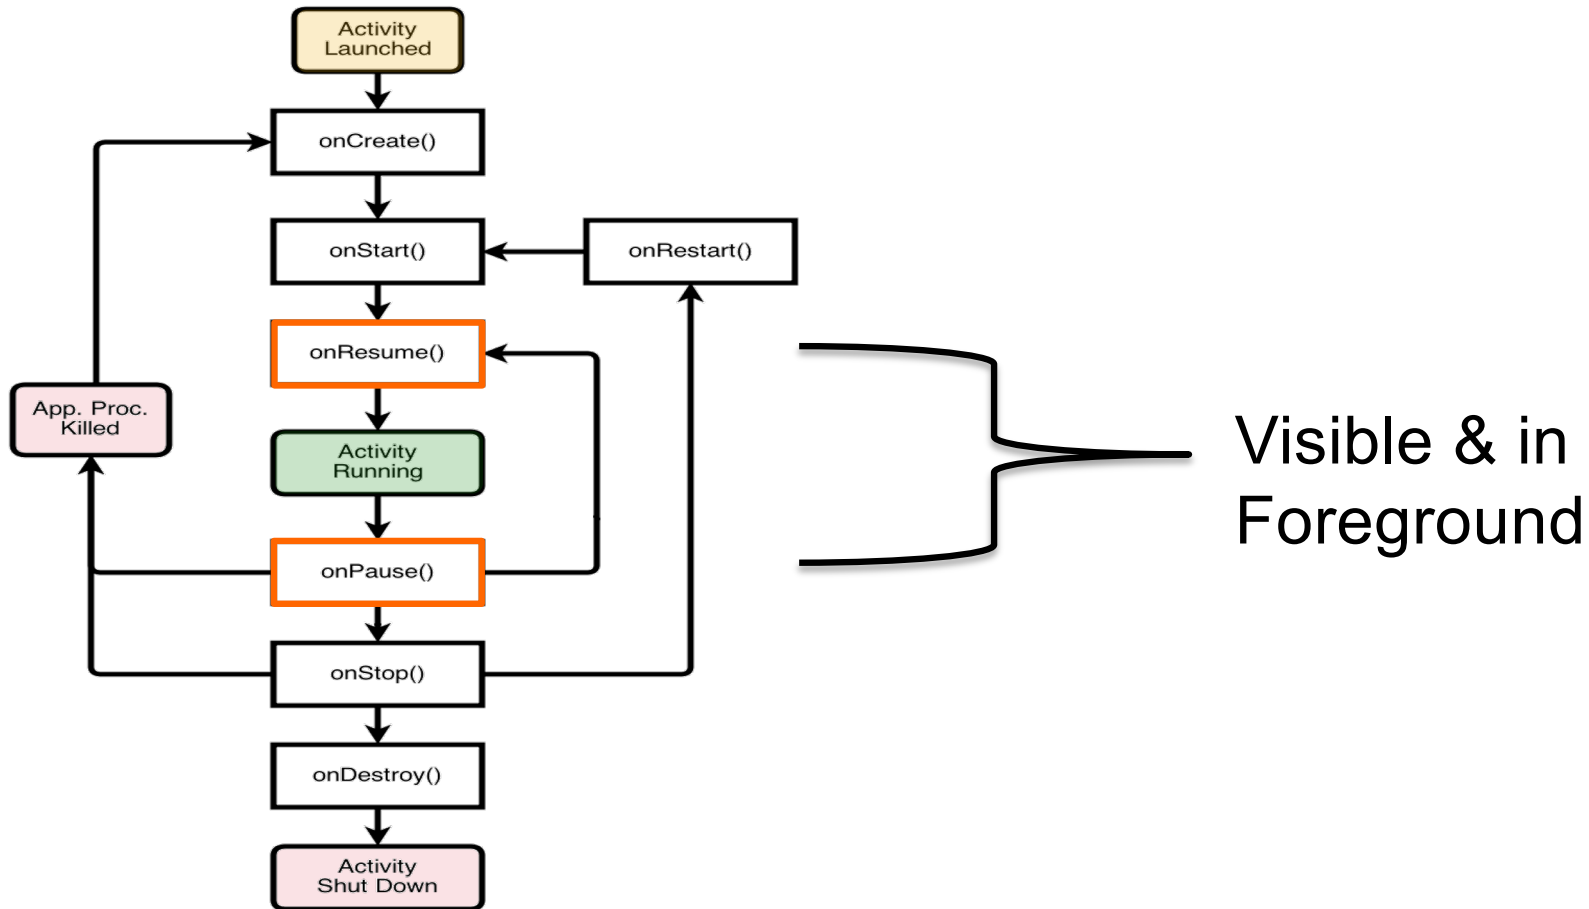 Activity
Launched
onCreate()
onStart()
onRestart()
onResume()
App. Proc.
Killed
Activity
Running
Visible & in
Foreground
onPause()
onStop()
onDestroy()
Activity
Shut Down